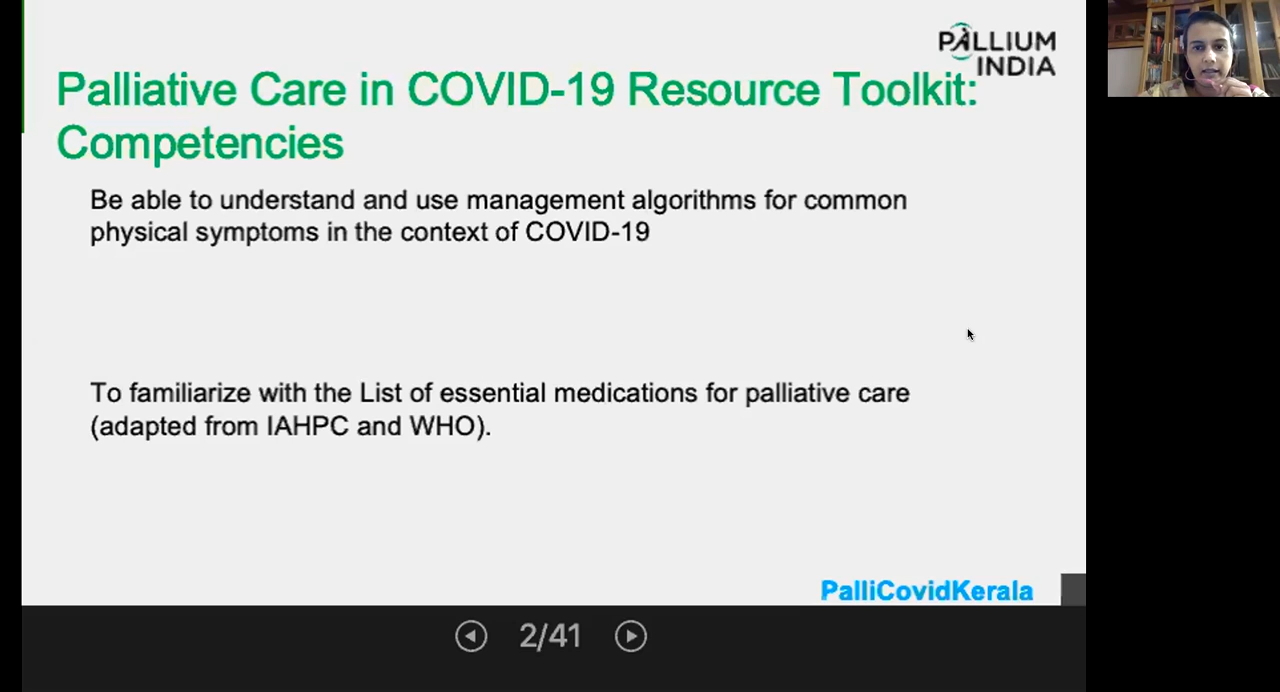 PALLIUM
INDIA
Palliative Care in COVID-19 Resource Toolkit:
Competencies
Be able to understand and use management algorithms for common
physical symptoms in the context of COVID-19
To familiarize with the List of essential medications for palliative care
(adapted from IAHPC and WHO).
PalliCovidKerala
2/41